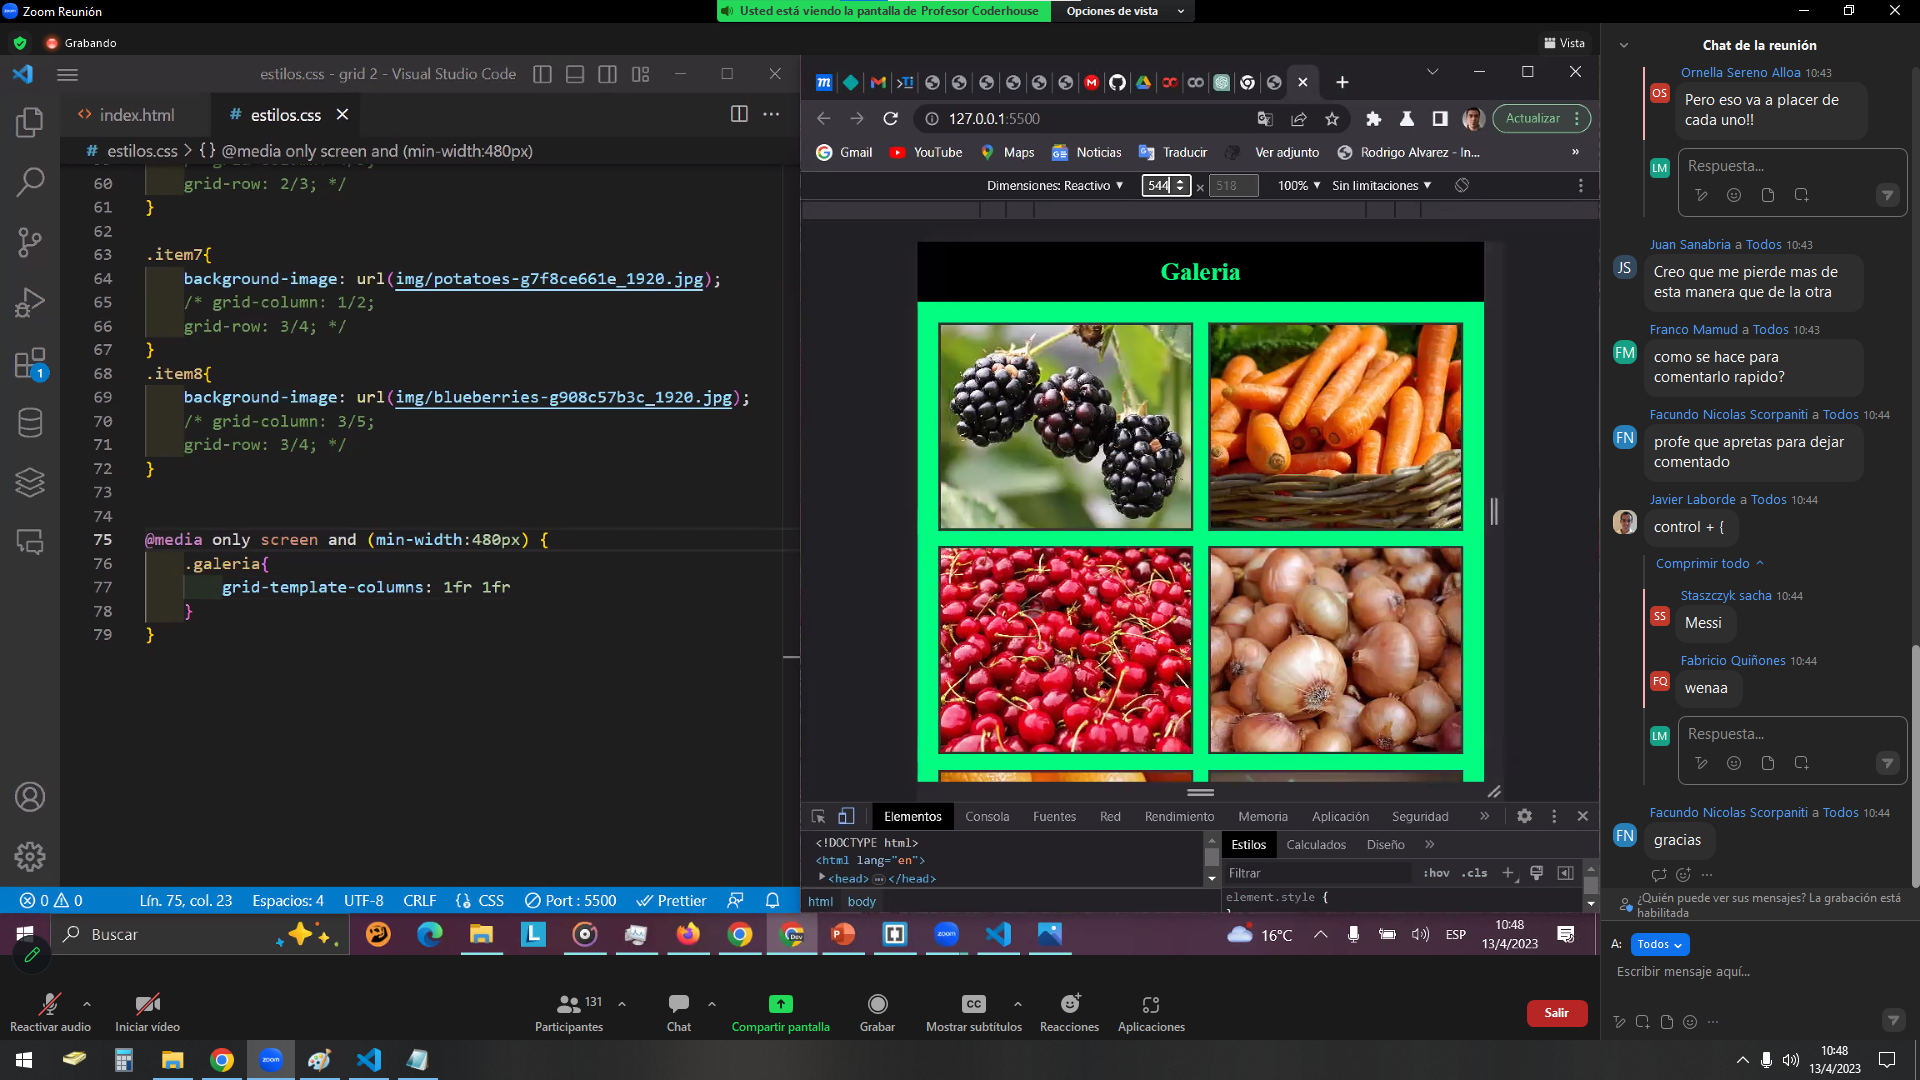 Zoom Reunión
Usted está viendo la pantalla de Profesor Coderhouse
Opciones de vista
Grabando
Vista
estilos.css - grid 2 - Visual Studio Code
<> index.html
# estilos.css
# estilos.css > {} @media only screen and (min-width:480px)
60 grid-row: 2/3; */
61 }
62
63 .item7{
64 background-image: url(img/potatoes-g7f8ce661e_1920.jpg);
65 /* grid-column: 1/2;
66 grid-row: 3/4; */
67 }
68 .item8{
69 background-image: url(img/blueberries-g908c57b3c_1920.jpg);
70 /* grid-column: 3/5;
71 grid-row: 3/4; */
72 }
73
74
75 @media only screen and (min-width:480px) {
76 .galeria{
77 grid-template-columns: 1fr 1fr
78 }
79 }
1
0 0 Lín. 75, col. 23 Espacios: 4 UTF-8 CRLF {} CSS Port : 5500 Prettier
127.0.0.1:5500
Actualizar
Gmail YouTube Maps Noticias Traducir Ver adjunto Rodrigo Alvarez - In... »
Dimensiones: Reactivo 544 × 518 100% Sin limitaciones
Galeria
Elementos Consola Fuentes Red Rendimiento Memoria Aplicación Seguridad »
<!DOCTYPE html>
<html lang="en">
<head> </head>
html body
Estilos Calculados Diseño »
Filtrar :hov .cls
element.style {
Buscar
16°C
ESP
10:48
13/4/2023
Reactivar audio
Iniciar vídeo
131
Participantes
Chat
Compartir pantalla
Grabar
CC
Mostrar subtítulos
Reacciones
Aplicaciones
Salir
Chat de la reunión
Ornella Sereno Alloa 10:43
OS
Pero eso va a placer de
cada uno!!
LM
Respuesta...
Juan Sanabria a Todos 10:43
JS
Creo que me pierde mas de
esta manera que de la otra
Franco Mamud a Todos 10:43
FM
como se hace para
comentarlo rapido?
Facundo Nicolas Scorpaniti a Todos 10:44
FN
profe que apretas para dejar
comentado
Javier Laborde a Todos 10:44
control + {
Comprimir todo
Staszczyk sacha 10:44
SS
Messi
Fabricio Quiñones 10:44
FQ
wenaa
LM
Respuesta...
Facundo Nicolas Scorpaniti a Todos 10:44
FN
gracias
¿Quién puede ver sus mensajes? La grabación está
habilitada
A: Todos
Escribir mensaje aquí...
zoom
10:48
13/4/2023